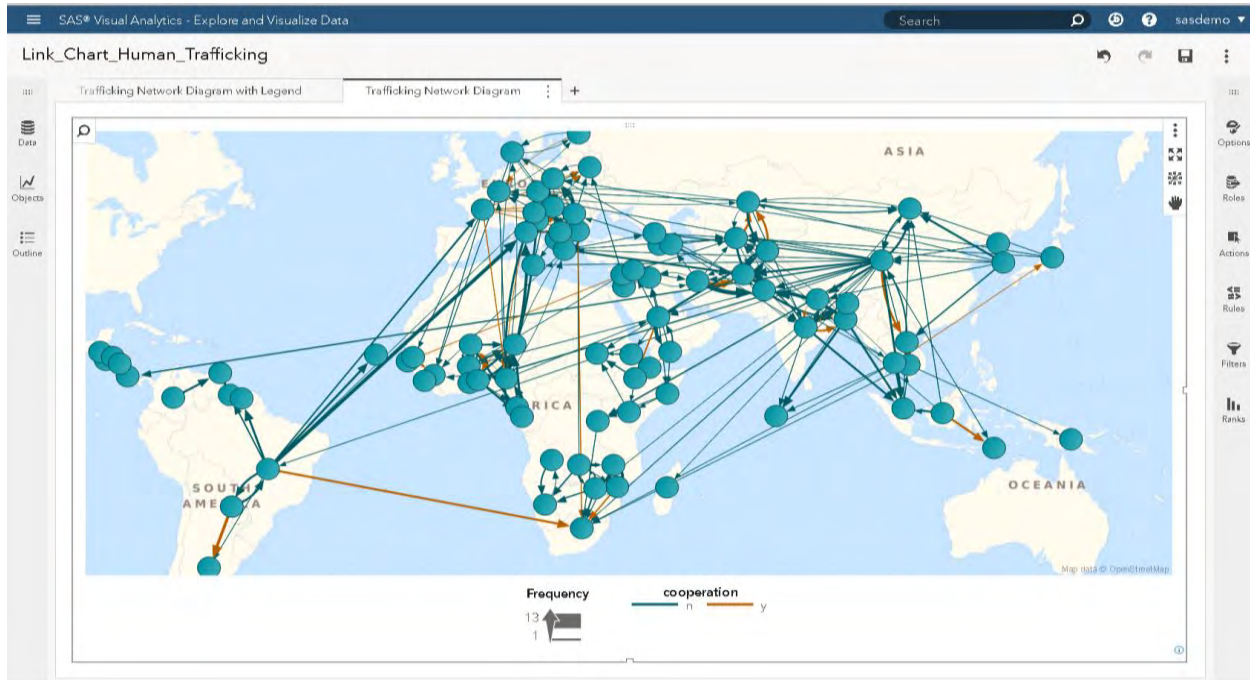 SAS® Visual Analytics - Explore and Visualize Data
Search
sasdemo
Link_Chart_Human_Trafficking
Trafficking Network Diagram with Legend
Trafficking Network Diagram
Data
Objects
Outline
Options
Roles
Actions
Rules
Filters
Ranks
ASIA
RICA
SOUTH
AME CA
OCEANIA
Map data © OpenStreetMap
Frequency
13
1
cooperation
n
y